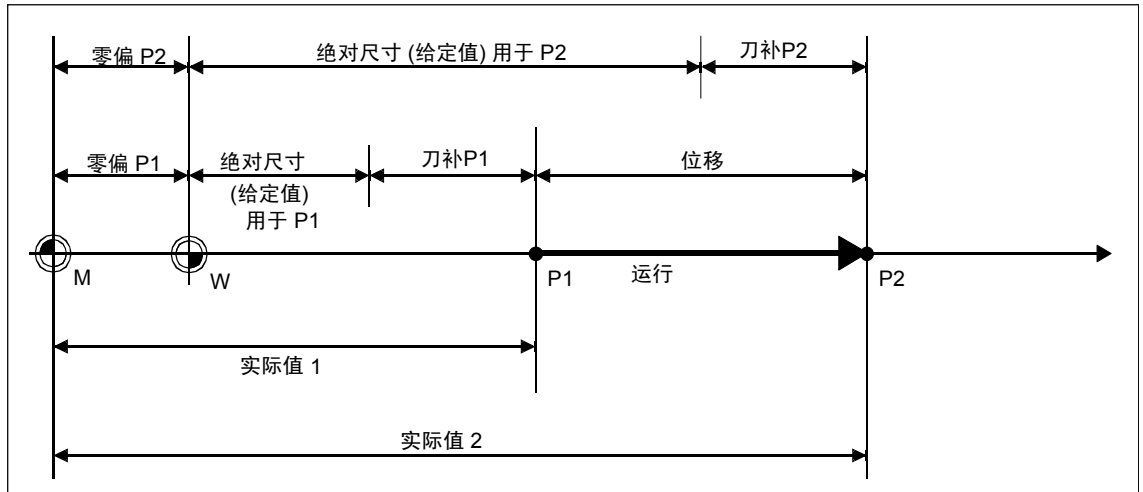 零偏 P2
绝对尺寸 (给定值) 用于 P2
刀补P2
零偏 P1
绝对尺寸
(给定值)
用于 P1
刀补P1
位移
M
W
P1
运行
P2
实际值 1
实际值 2